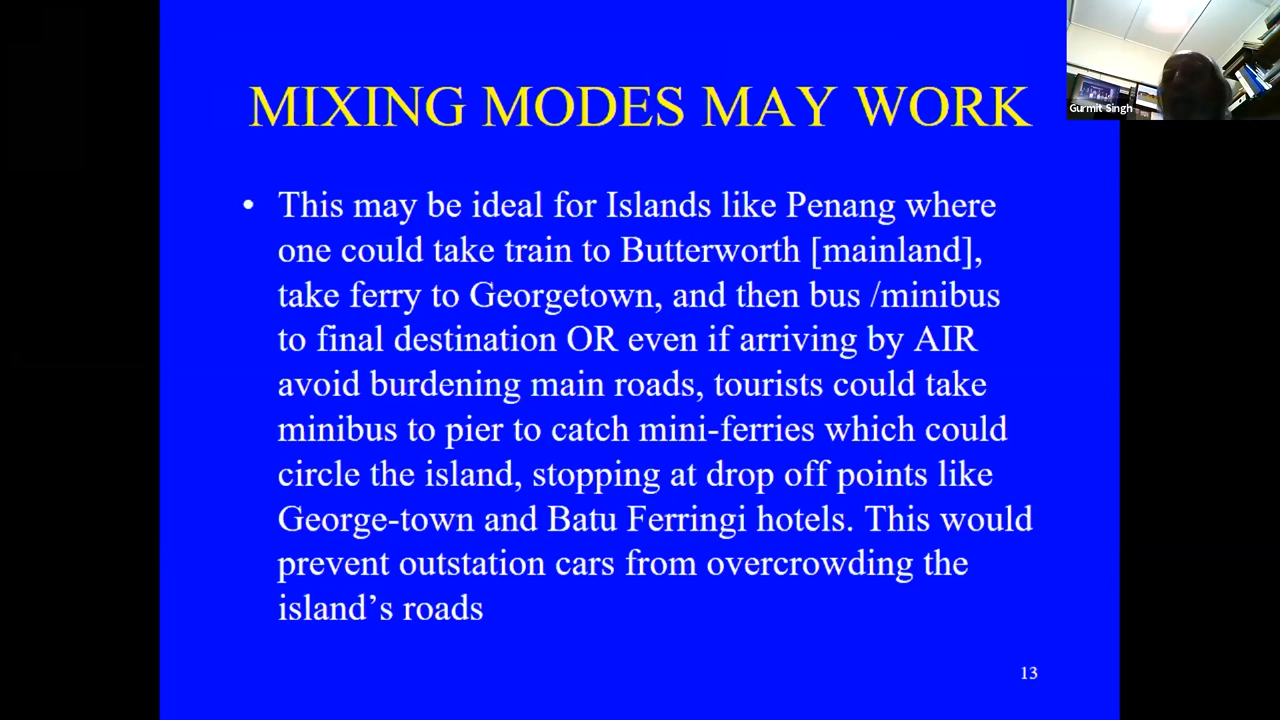 MIXING MODES MAY WORK
Gurmit Singh
• This may be ideal for Islands like Penang where
one could take train to Butterworth [mainland],
take ferry to Georgetown, and then bus /minibus
to final destination OR even if arriving by AIR
avoid burdening main roads, tourists could take
minibus to pier to catch mini-ferries which could
circle the island, stopping at drop off points like
George-town and Batu Ferringi hotels. This would
prevent outstation cars from overcrowding the
island’s roads
13